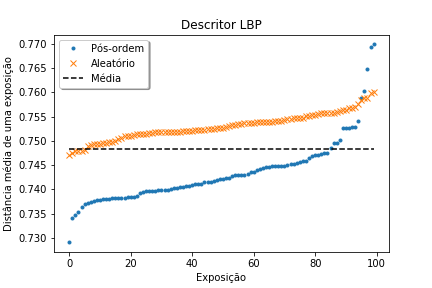 Descritor LBP
Pós-ordem
Aleatório
Média
Distância média de uma exposição
0.770
0.765
0.760
0.755
0.750
0.745
0.740
0.735
0.730
0
20
40
60
80
100
Exposição